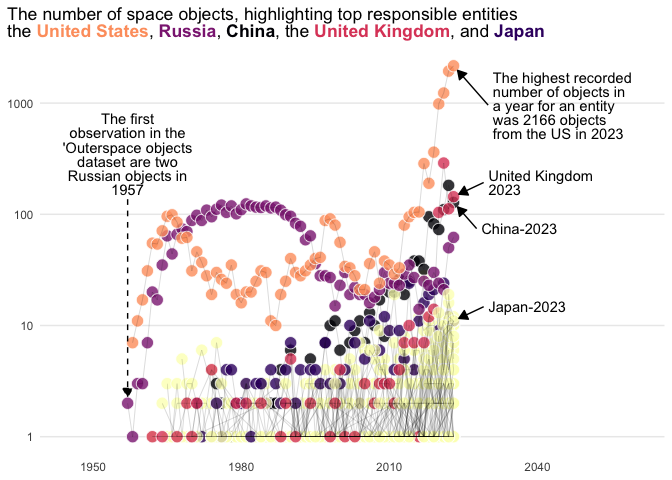 The number of space objects, highlighting top responsible entities
the United States, Russia, China, the United Kingdom, and Japan
The highest recorded
number of objects in
a year for an entity
was 2166 objects
from the US in 2023
1000
The first
observation in the
'Outerspace objects
dataset are two
Russian objects in
1957
United Kingdom
2023
100
China-2023
Japan-2023
10
1
1950
1980
2010
2040